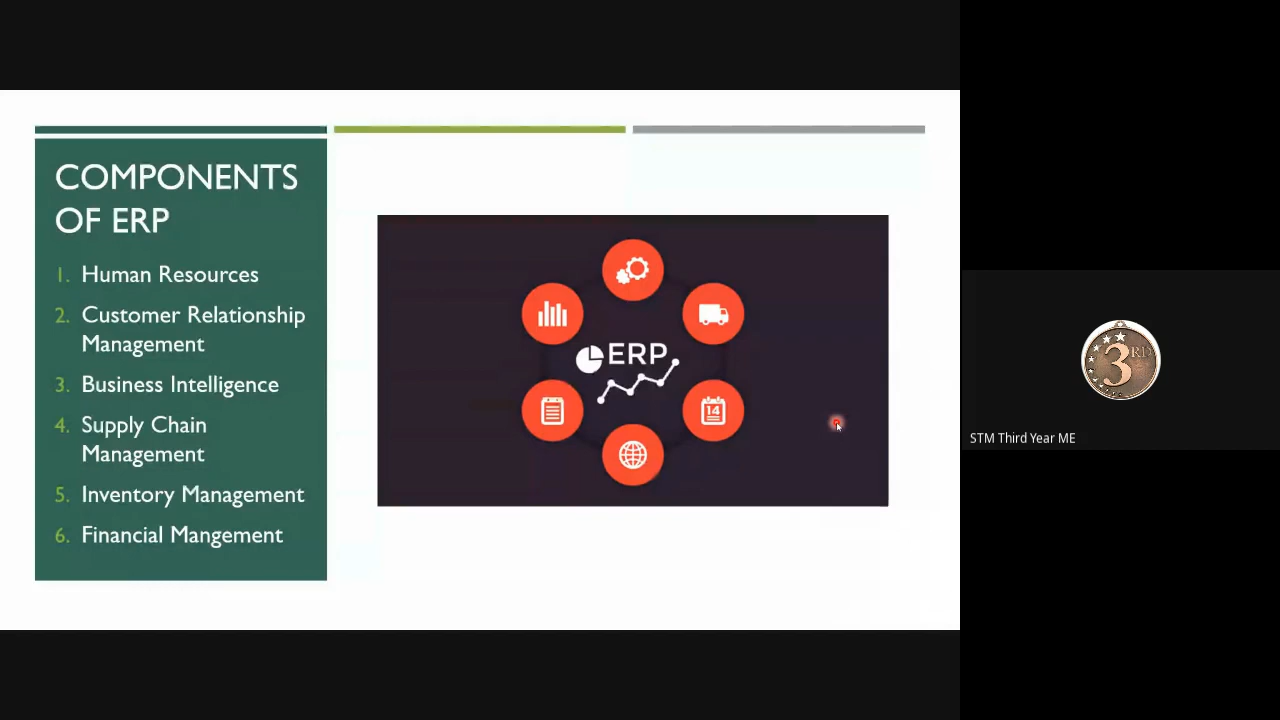 COMPONENTS
OF ERP
1. Human Resources
2. Customer Relationship
Management
3. Business Intelligence
4. Supply Chain
Management
5. Inventory Management
6. Financial Mangement
ERP
14
3RD
STM Third Year ME